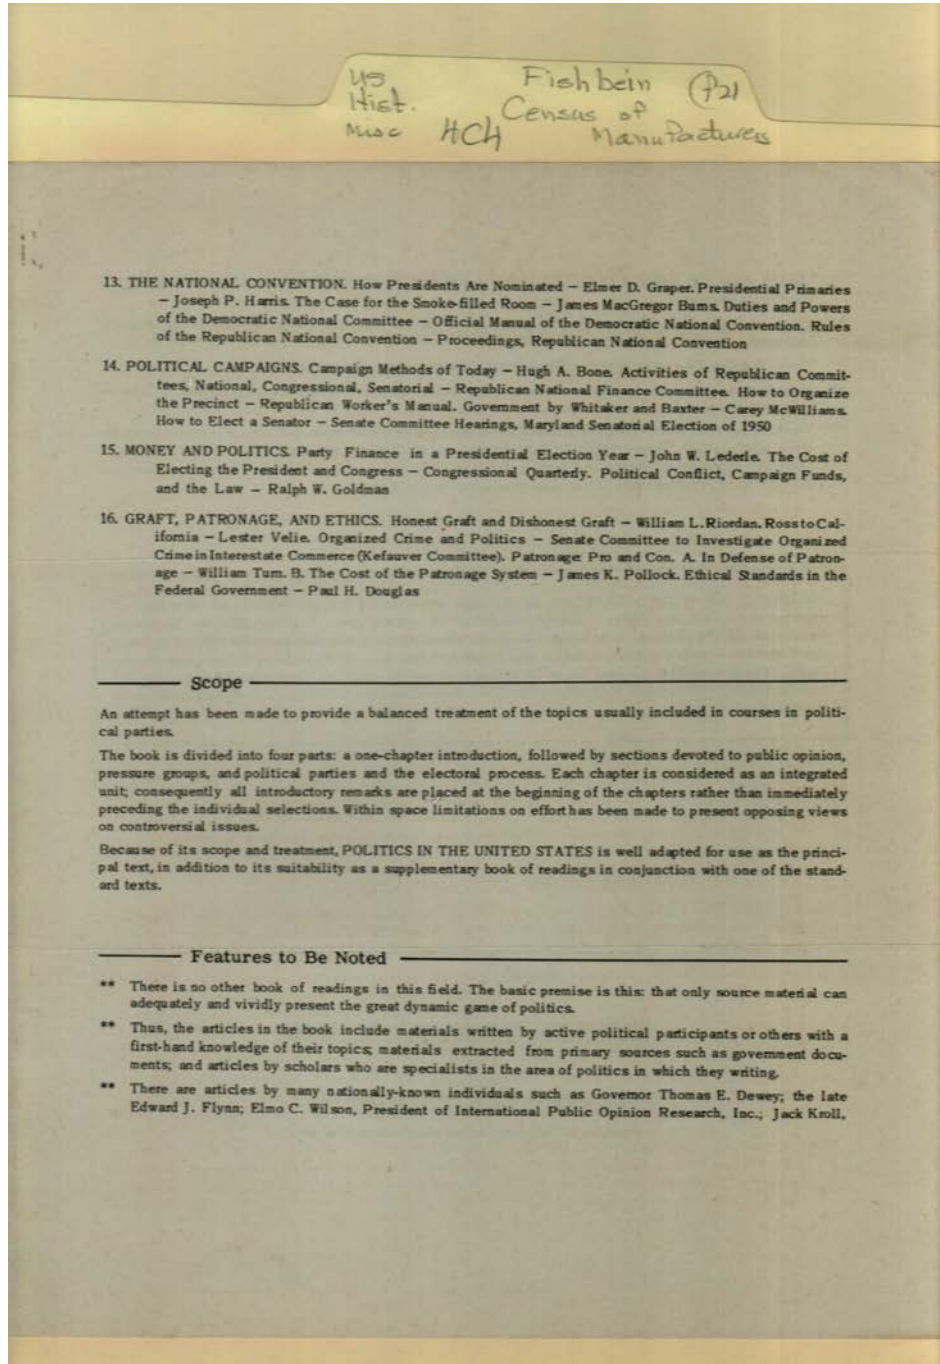 US Fishbein P21
Hist. Census of
Misc HCH Manufactures
13. THE NATIONAL CONVENTION. How Presidents Are Nominated — Elmer D. Graper. Presidential Primaries
— Joseph P. Harris. The Case for the Smoke-filled Room — James MacGregor Burns. Duties and Powers
of the Democratic National Committee — Official Manual of the Democratic National Convention. Rules
of the Republican National Convention — Proceedings, Republican National Convention
14. POLITICAL CAMPAIGNS. Campaign Methods of Today — Hugh A. Bone. Activities of Republican Commit-
tees, National, Congressional, Senatorial — Republican National Finance Committee. How to Organize
the Precinct — Republican Worker's Manual. Government by Whitaker and Baxter — Carey McWilliams.
How to Elect a Senator — Senate Committee Hearings, Maryland Senatorial Election of 1950
15. MONEY AND POLITICS. Party Finance in a Presidential Election Year — John W. Lederle. The Cost of
Electing the President and Congress — Congressional Quarterly. Political Conflict, Campaign Funds,
and the Law — Ralph W. Goldman
16. GRAFT, PATRONAGE, AND ETHICS. Honest Graft and Dishonest Graft — William L. Riordan. Ross to Cal-
ifornia — Lester Velie. Organized Crime and Politics — Senate Committee to Investigate Organized
Crime in Interestate Commerce (Kefauver Committee). Patronage: Pro and Con. A. In Defense of Patron-
age — William Turn. B. The Cost of the Patronage System — James K. Pollock. Ethical Standards in the
Federal Government — Paul H. Douglas
Scope
An attempt has been made to provide a balanced treatment of the topics usually included in courses in politi-
cal parties.
The book is divided into four parts: a one-chapter introduction, followed by sections devoted to public opinion,
pressure groups, and political parties and the electoral process. Each chapter is considered as an integrated
unit; consequently all introductory remarks are placed at the beginning of the chapters rather than immediately
preceding the individual selections. Within space limitations on effort has been made to present opposing views
on controversial issues.
Because of its scope and treatment, POLITICS IN THE UNITED STATES is well adapted for use as the princi-
pal text, in addition to its suitability as a supplementary book of readings in conjunction with one of the stand-
ard texts.
Features to Be Noted
** There is no other book of readings in this field. The basic premise is this: that only source material can
adequately and vividly present the great dynamic game of politics.
** Thus, the articles in the book include materials written by active political participants or others with a
first-hand knowledge of their topics; materials extracted from primary sources such as government docu-
ments; and articles by scholars who are specialists in the area of politics in which they writing.
** There are articles by many nationally-known individuals such as Governor Thomas E. Dewey; the late
Edward J. Flynn; Elmo C. Wilson, President of International Public Opinion Research, Inc.; Jack Kroll,